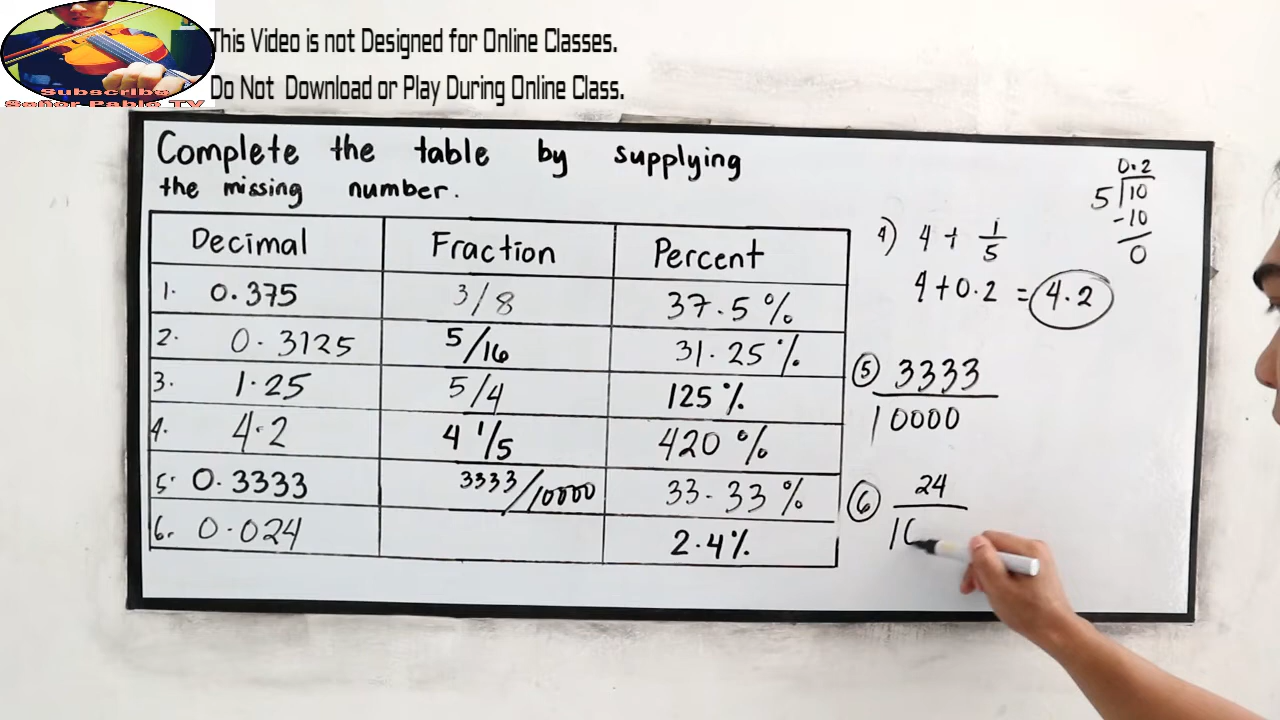 This Video is not Designed for Online Classes.
Do Not Download or Play During Online Class.
Subscribe
Señor Pablo TV
Complete the table by supplying
the missing number.
Decimal Fraction Percent
1. 0.375 3/8 37.5 %
2. 0.3125 5/16 31.25 %
3. 1.25 5/4 125 %
4. 4.2 4 1/5 420 %
5. 0.3333 3333/10000 33.33 %
6. 0.024 2.4 %
0.2
5 10
-10
0
4) 4 + 1/5
4 + 0.2 = 4.2
5 3333
10000
6 24
10